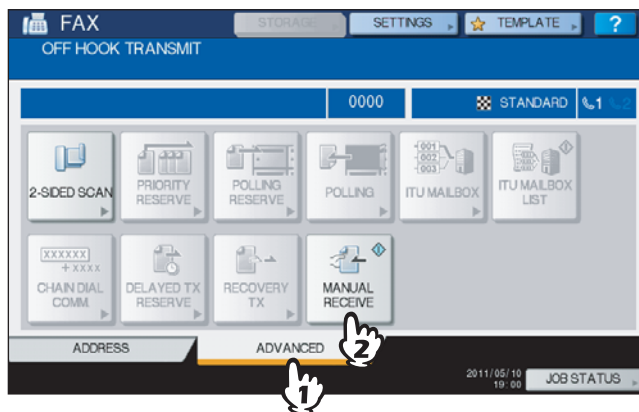 FAX STORAGE SETTINGS TEMPLATE ?
OFF HOOK TRANSMIT
0000 STANDARD 1 2
2-SIDED SCAN
PRIORITY
RESERVE
POLLING
RESERVE
POLLING
001
002
003
ITU MAILBOX
ITU MAILBOX
LIST
XXXXXX
+XXXX
CHAIN DIAL
COMM.
DELAYED TX
RESERVE
RECOVERY
TX
MANUAL
RECEIVE
ADDRESS ADVANCED
2
1
2011/05/10
19:00
JOB STATUS